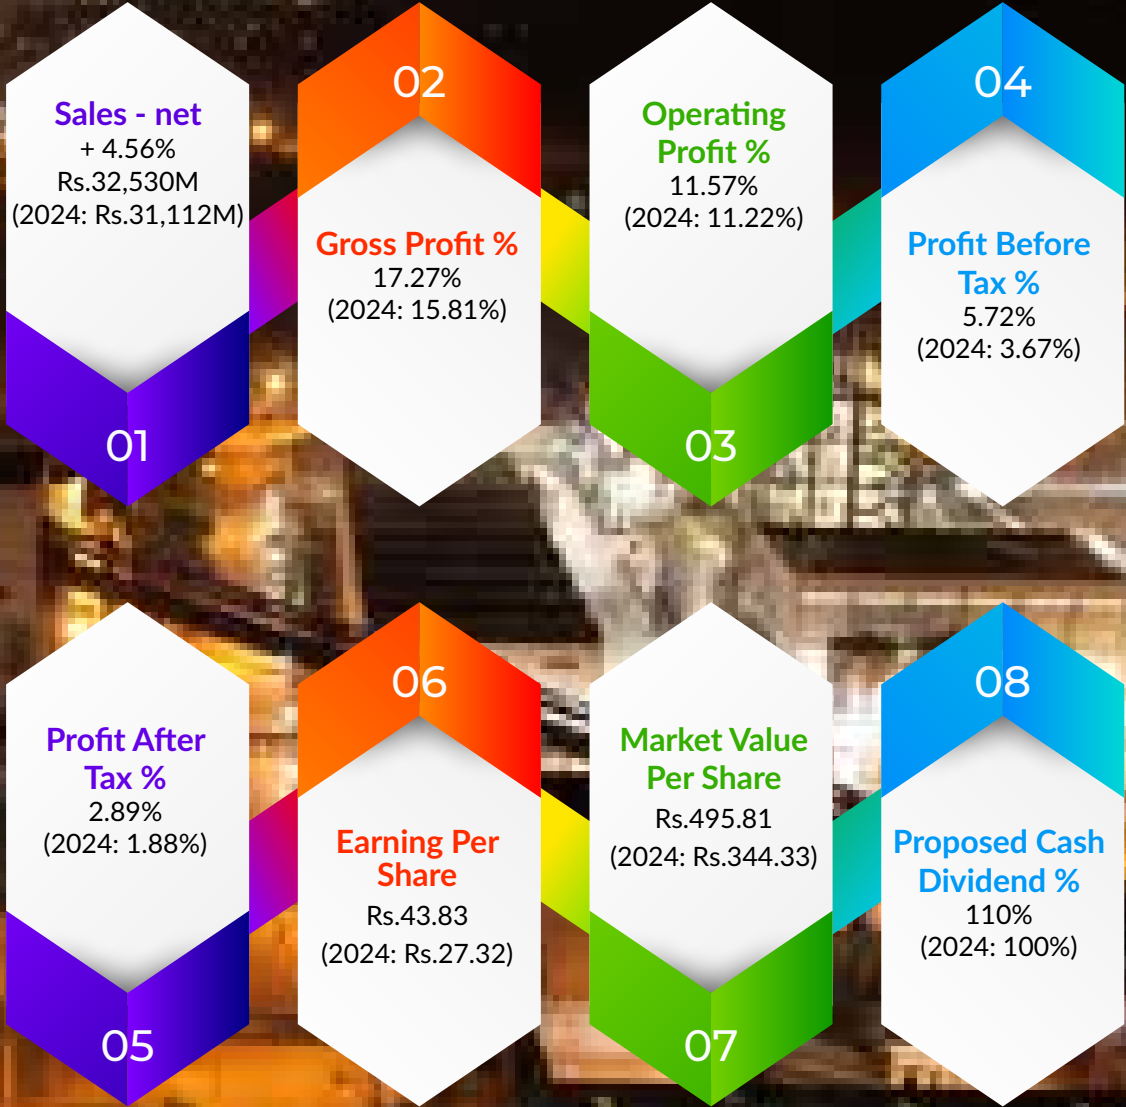 Sales - net
+ 4.56%
Rs.32,530M
(2024: Rs.31,112M)
01
02
Gross Profit %
17.27%
(2024: 15.81%)
Operating
Profit %
11.57%
(2024: 11.22%)
03
04
Profit Before
Tax %
5.72%
(2024: 3.67%)
Profit After
Tax %
2.89%
(2024: 1.88%)
05
06
Earning Per
Share
Rs.43.83
(2024: Rs.27.32)
Market Value
Per Share
Rs.495.81
(2024: Rs.344.33)
07
08
Proposed Cash
Dividend %
110%
(2024: 100%)